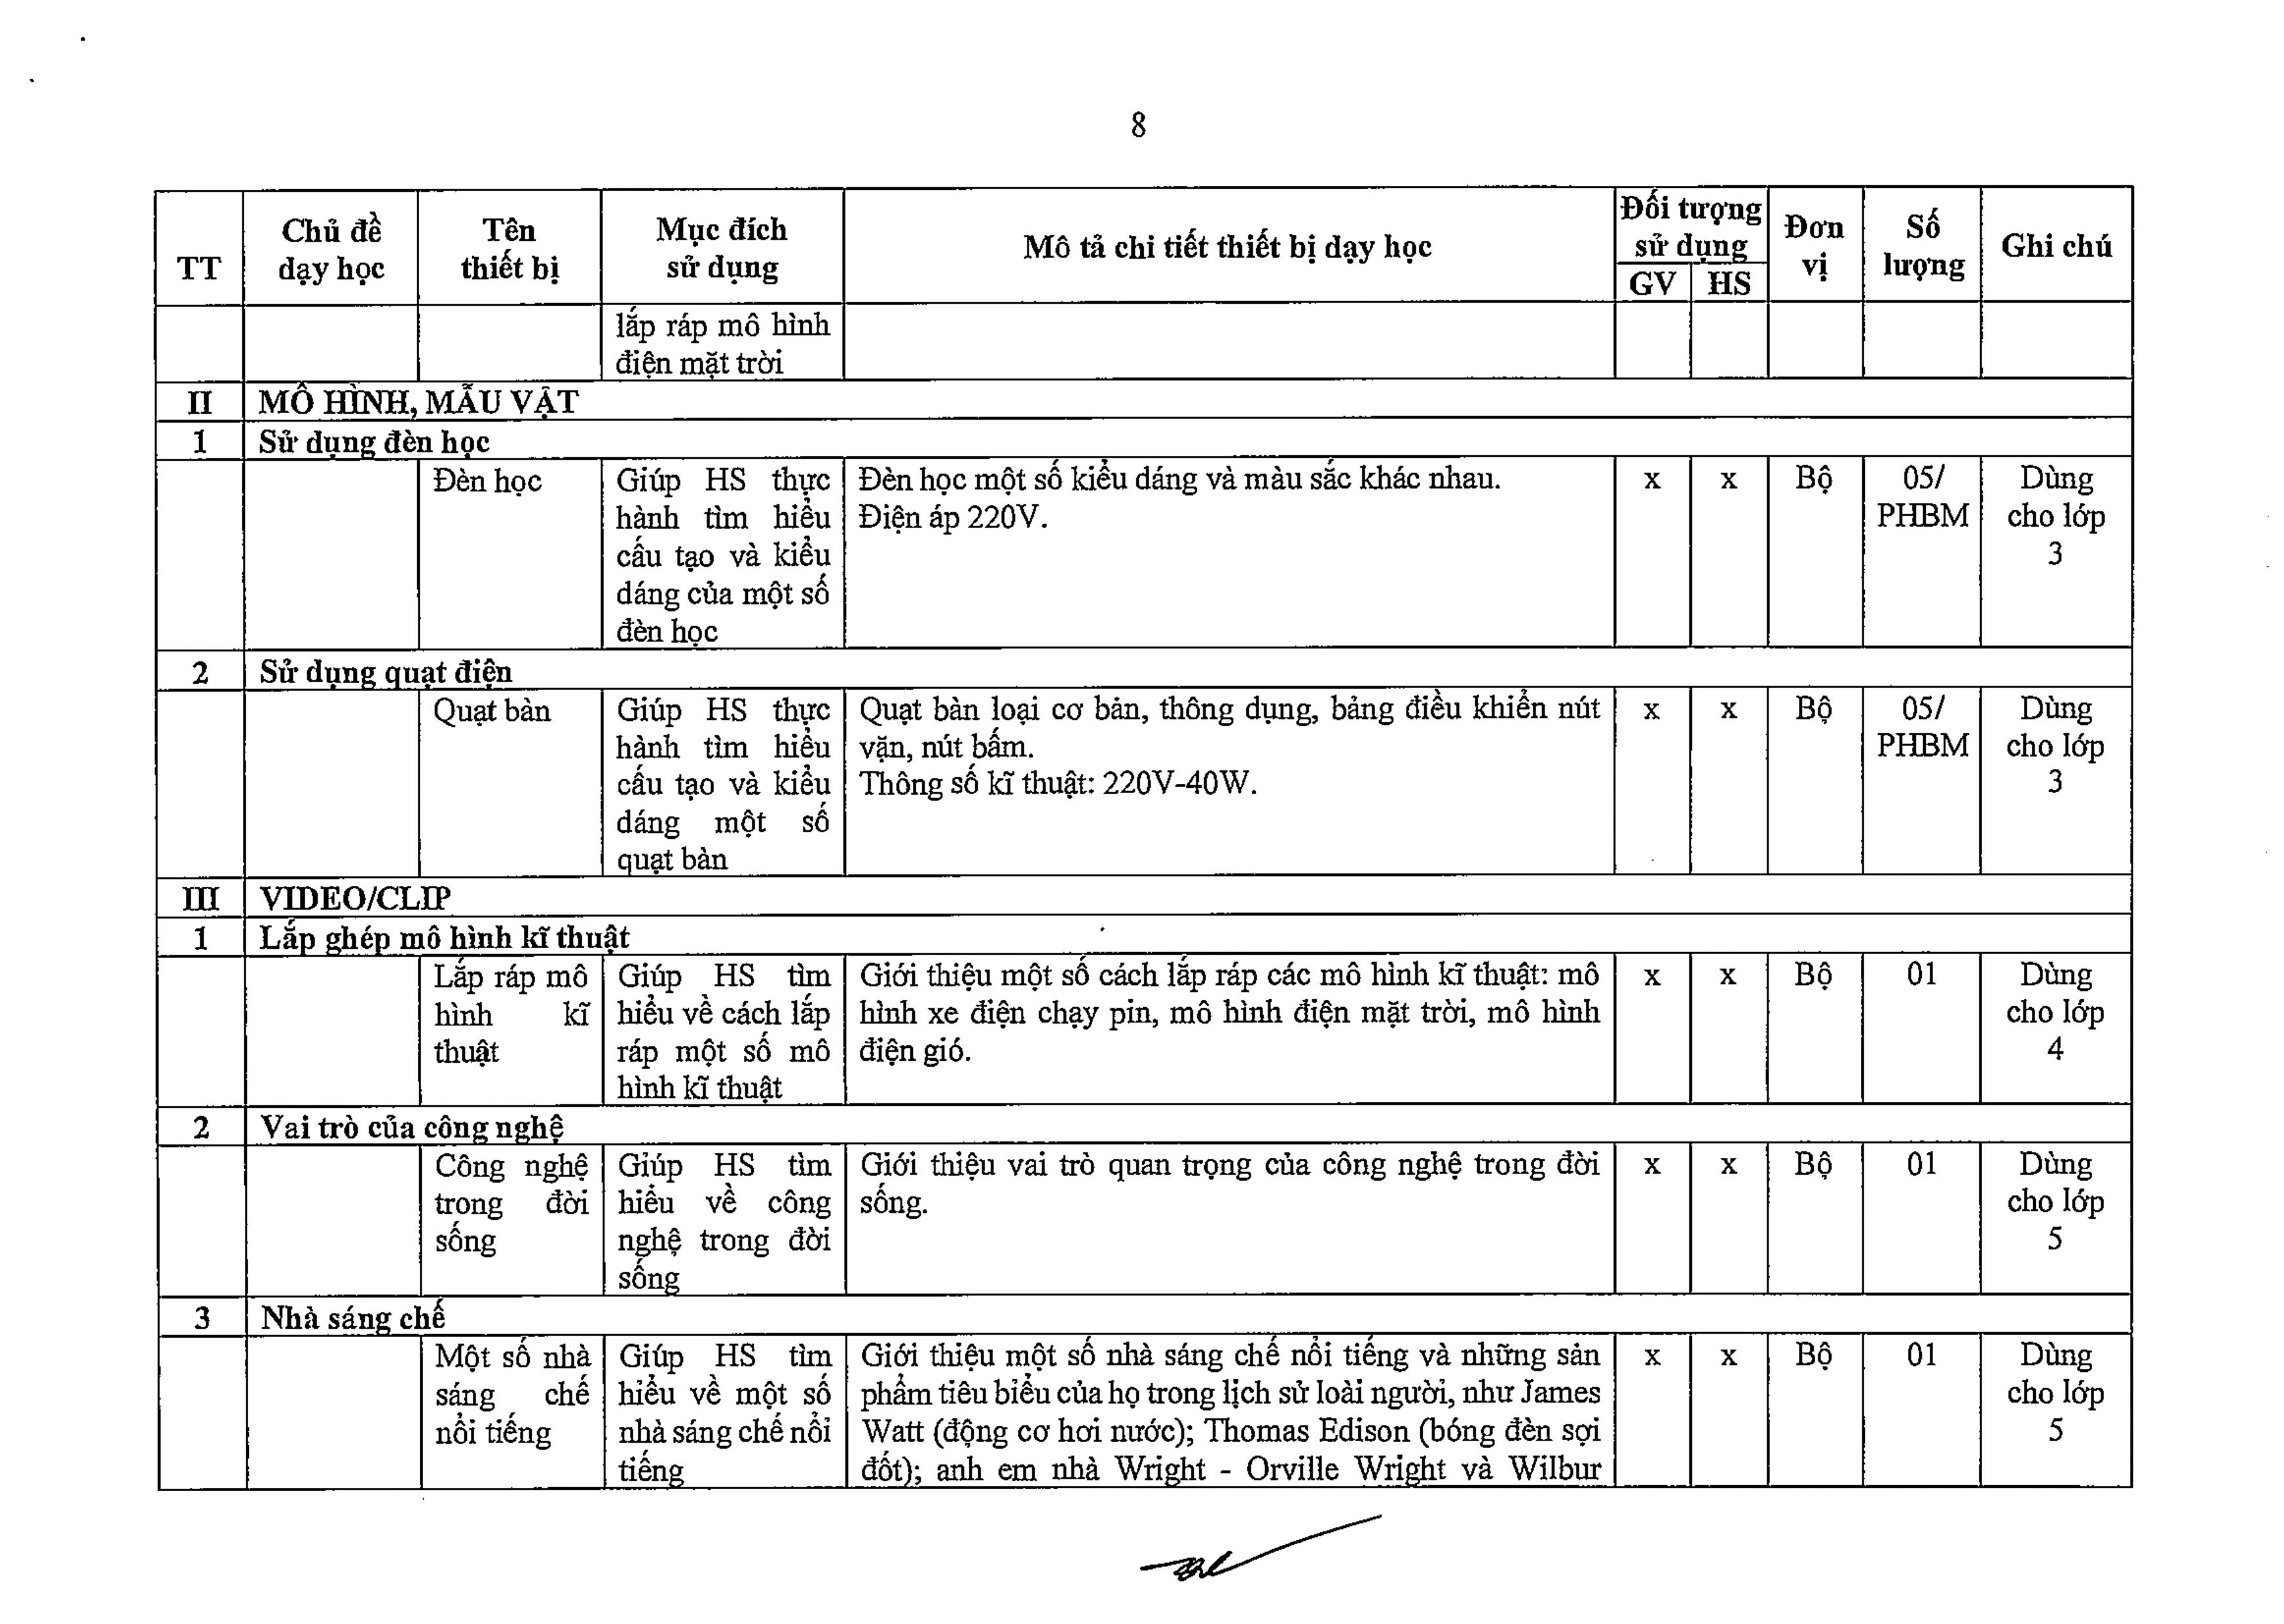 8
TT
Chủ đề
dạy học
Tên
thiết bị
Mục đích
sử dụng
Mô tả chi tiết thiết bị dạy học
Đối tượng
sử dụng
GV HS
Đơn
vị
Số
lượng
Ghi chú
lắp ráp mô hình
điện mặt trời
II MÔ HÌNH, MẪU VẬT
1 Sử dụng đèn học
Đèn học
Giúp HS thực
hành tìm hiểu
cấu tạo và kiểu
dáng của một số
đèn học
Đèn học một số kiểu dáng và màu sắc khác nhau.
Điện áp 220V.
x x Bộ
05/
PHBM
Dùng
cho lớp
3
2 Sử dụng quạt điện
Quạt bàn
Giúp HS thực
hành tìm hiểu
cấu tạo và kiểu
dáng một số
quạt bàn
Quạt bàn loại cơ bản, thông dụng, bảng điều khiển nút
vặn, nút bấm.
Thông số kĩ thuật: 220V-40W.
x x Bộ
05/
PHBM
Dùng
cho lớp
3
III VIDEO/CLIP
1 Lắp ghép mô hình kĩ thuật
Lắp ráp mô
hình kĩ
thuật
Giúp HS tìm
hiểu về cách lắp
ráp một số mô
hình kĩ thuật
Giới thiệu một số cách lắp ráp các mô hình kĩ thuật: mô
hình xe điện chạy pin, mô hình điện mặt trời, mô hình
điện gió.
x x Bộ 01
Dùng
cho lớp
4
2 Vai trò của công nghệ
Công nghệ
trong đời
sống
Giúp HS tìm
hiểu về công
nghệ trong đời
sống
Giới thiệu vai trò quan trọng của công nghệ trong đời
sống.
x x Bộ 01
Dùng
cho lớp
5
3 Nhà sáng chế
Một số nhà
sáng chế
nổi tiếng
Giúp HS tìm
hiểu về một số
nhà sáng chế nổi
tiếng
Giới thiệu một số nhà sáng chế nổi tiếng và những sản
phẩm tiêu biểu của họ trong lịch sử loài người, như James
Watt (động cơ hơi nước); Thomas Edison (bóng đèn sợi
đốt); anh em nhà Wright - Orville Wright và Wilbur
x x Bộ 01
Dùng
cho lớp
5